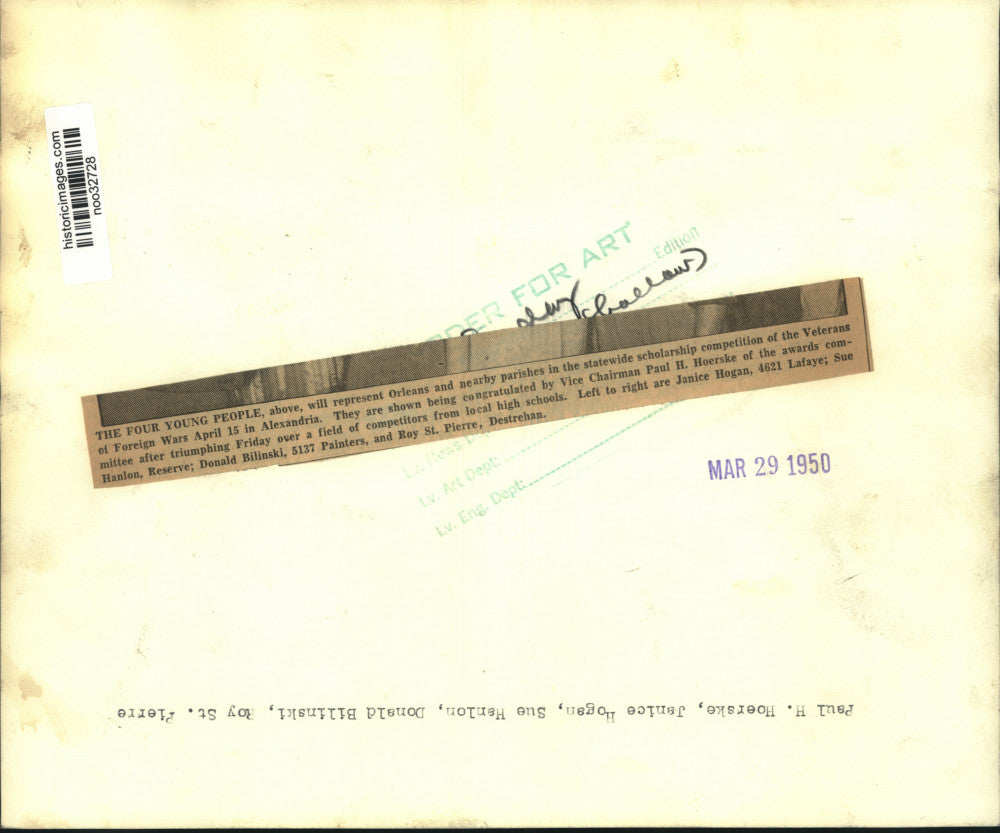 historicimages.com
noo32728
ORDER FOR ART
Edition
THE FOUR YOUNG PEOPLE, above, will represent Orleans and nearby parishes in the statewide scholarship competition of the Veterans
of Foreign Wars April 15 in Alexandria. They are shown being congratulated by Vice Chairman Paul H. Hoerske of the awards com-
mittee after triumphing Friday over a field of competitors from local high schools. Left to right are Janice Hogan, 4621 Lafaye; Sue
Hanlon, Reserve; Donald Bilinski, 5137 Painters, and Roy St. Pierre, Destrehan.
Lv. News Dept
Lv. Art Dept:
Lv. Eng. Dept:
MAR 29 1950
Paul H. Hoerske, Janice Hogan, Sue Hanlon, Donald Bilinski, Roy St. Pierre